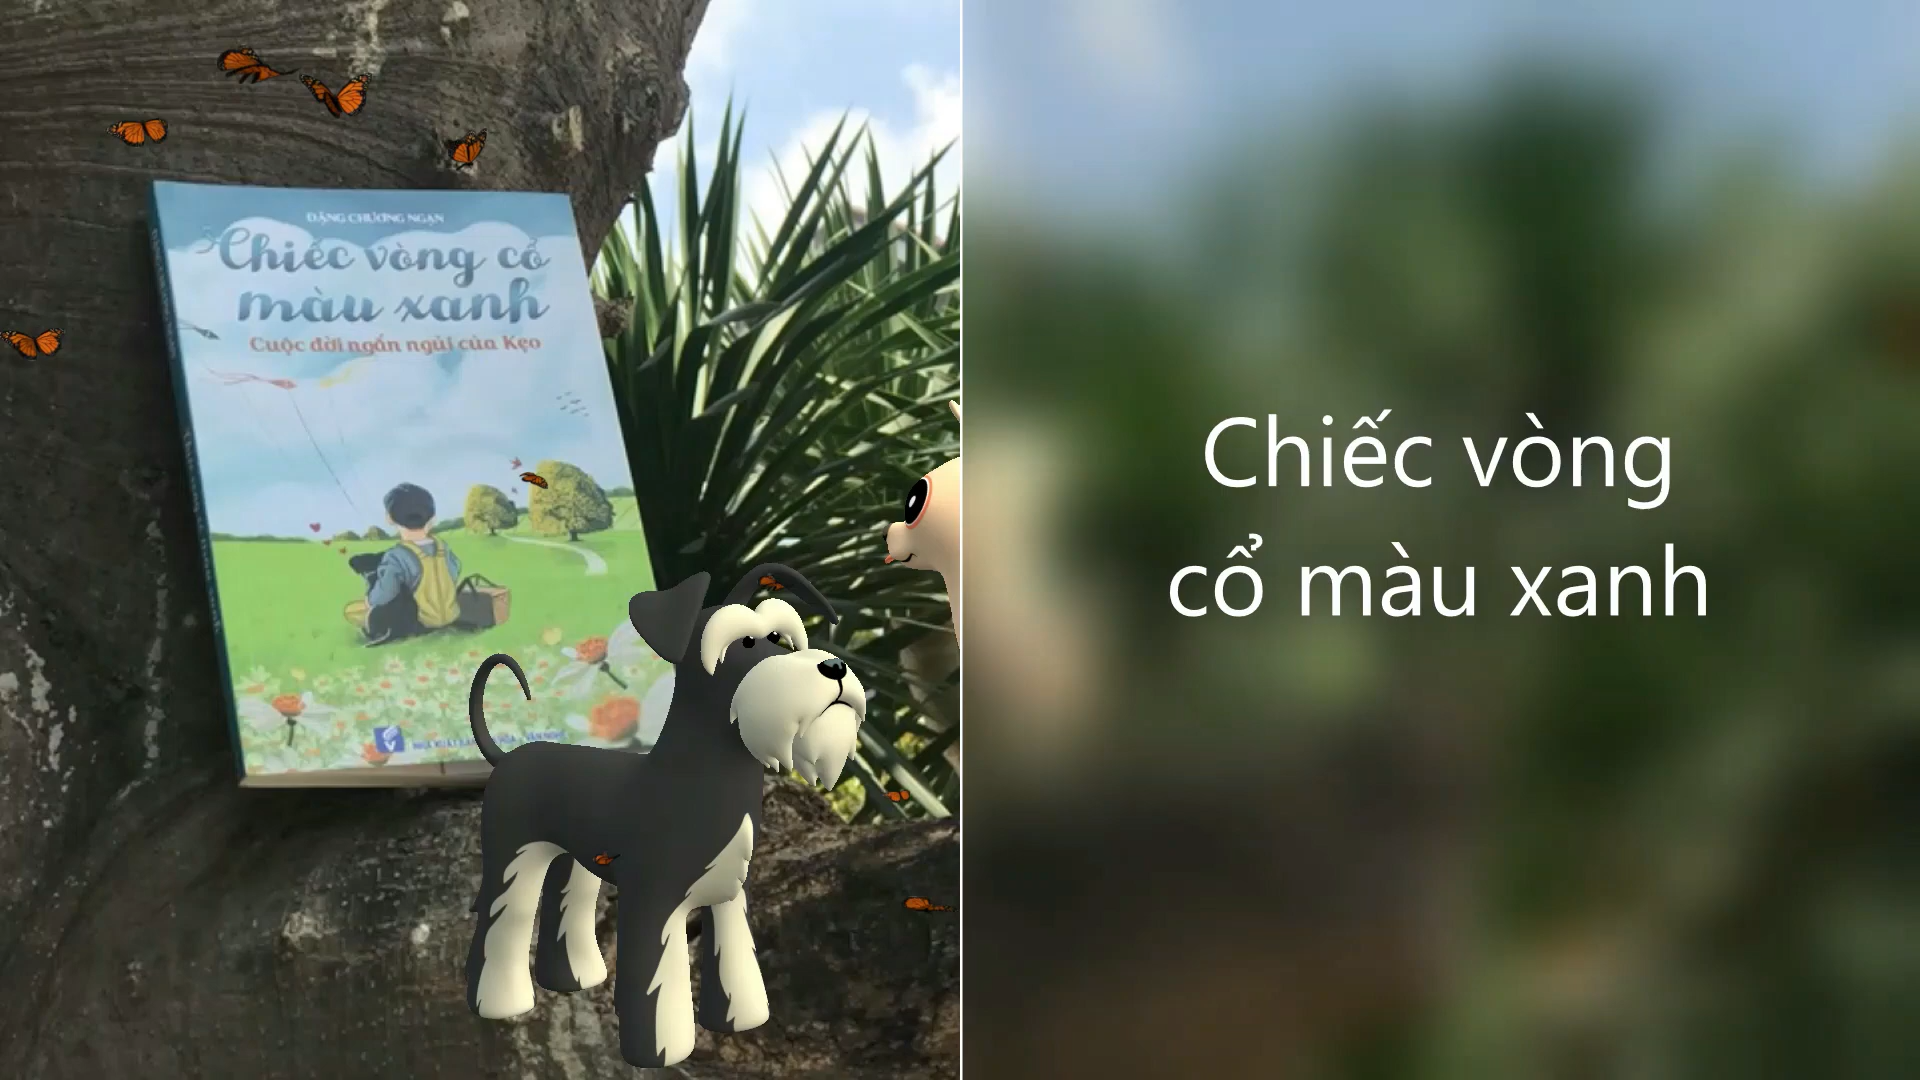 ĐẶNG CHƯƠNG NGẠN
Chiếc vòng cổ
màu xanh
Cuộc đời ngắn ngủi của Kẹo
Chiếc vòng
cổ màu xanh